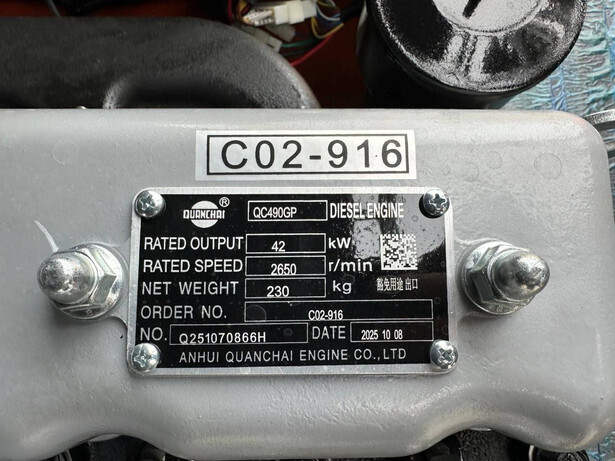 C02-916
QUANCHAI ® QC490GP DIESEL ENGINE
RATED OUTPUT 42 kW
RATED SPEED 2650 r/min
NET WEIGHT 230 kg 豁免用途 出口
ORDER NO. C02-916
NO. Q251070866H DATE 2025 10 08
ANHUI QUANCHAI ENGINE CO.,LTD